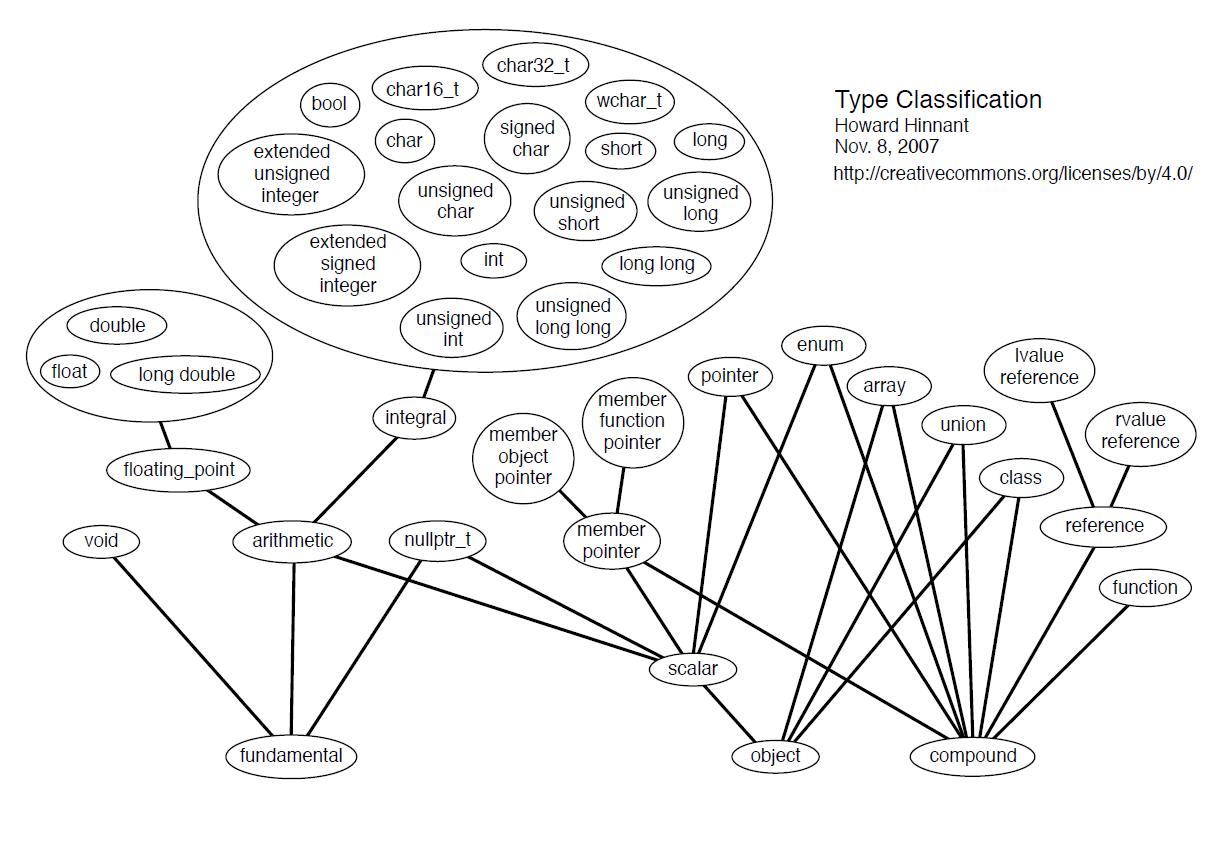 char32_t
char16_t
bool
wchar_t
Type Classification
Howard Hinnant
Nov. 8, 2007
http://creativecommons.org/licenses/by/4.0/
char
signed
char
short
long
extended
unsigned
integer
unsigned
char
unsigned
short
unsigned
long
extended
signed
integer
int
long long
unsigned
int
unsigned
long long
double
float
long double
integral
floating_point
member
object
pointer
member
function
pointer
pointer
enum
array
union
class
lvalue
reference
rvalue
reference
void
arithmetic
nullptr_t
member
pointer
reference
function
scalar
fundamental
object
compound